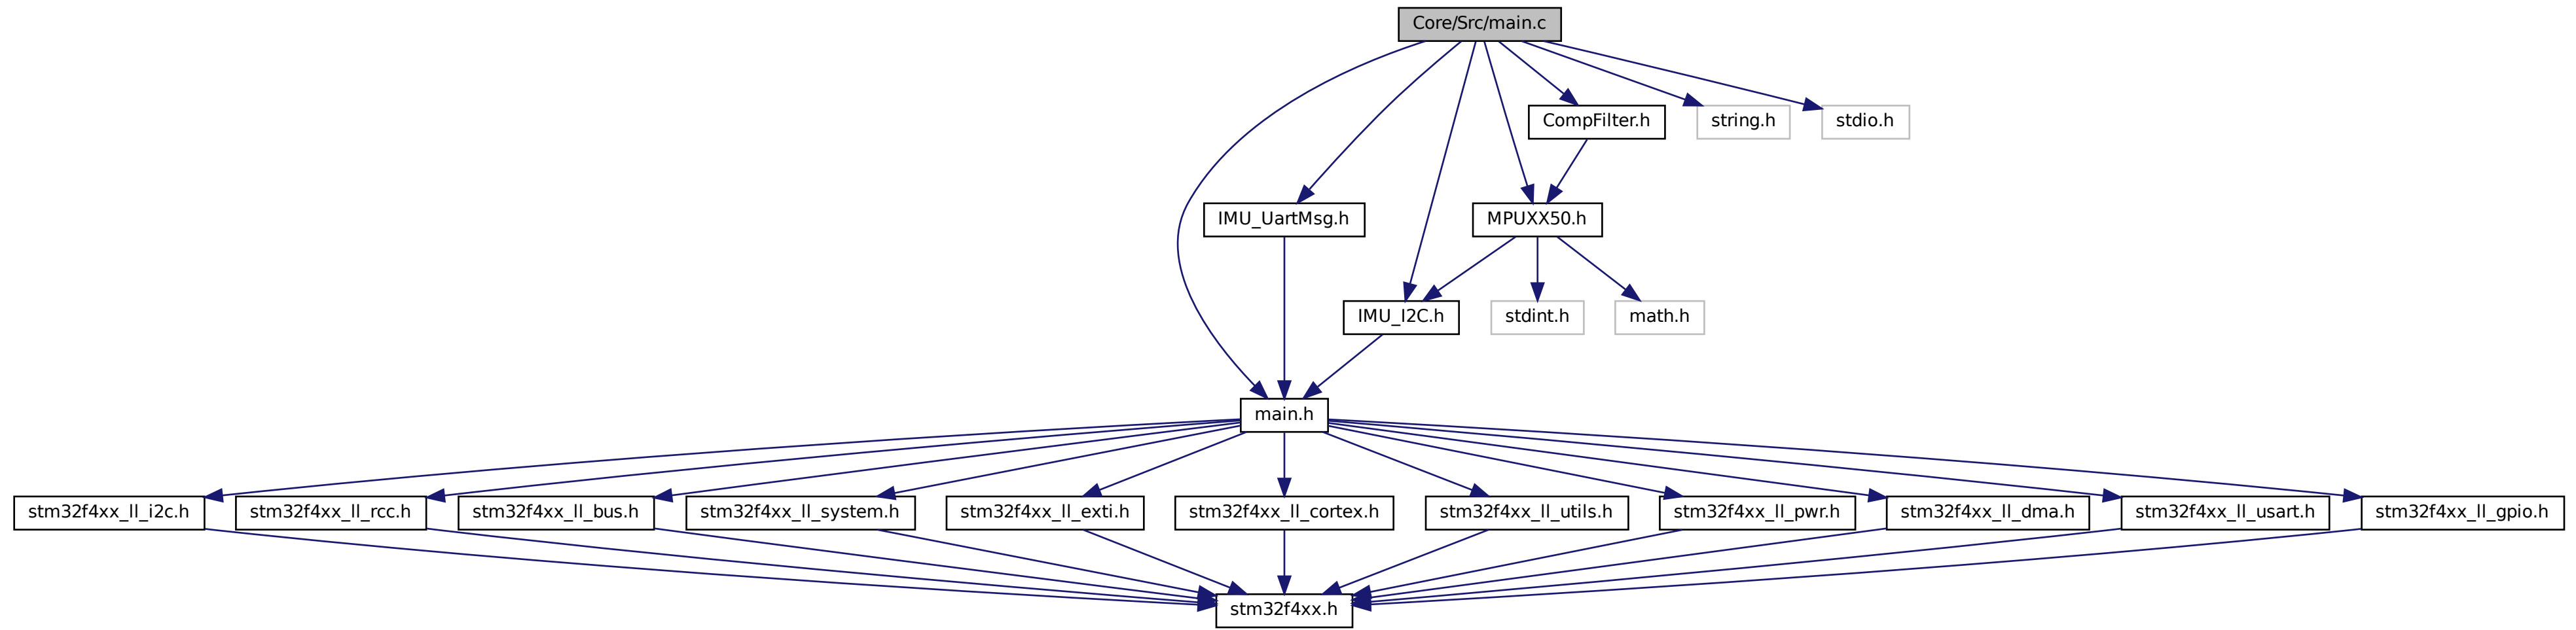 Core/Src/main.c
CompFilter.h
string.h
stdio.h
IMU_UartMsg.h
MPUXX50.h
IMU_I2C.h
stdint.h
math.h
main.h
stm32f4xx_ll_i2c.h
stm32f4xx_ll_rcc.h
stm32f4xx_ll_bus.h
stm32f4xx_ll_system.h
stm32f4xx_ll_exti.h
stm32f4xx_ll_cortex.h
stm32f4xx_ll_utils.h
stm32f4xx_ll_pwr.h
stm32f4xx_ll_dma.h
stm32f4xx_ll_usart.h
stm32f4xx_ll_gpio.h
stm32f4xx.h